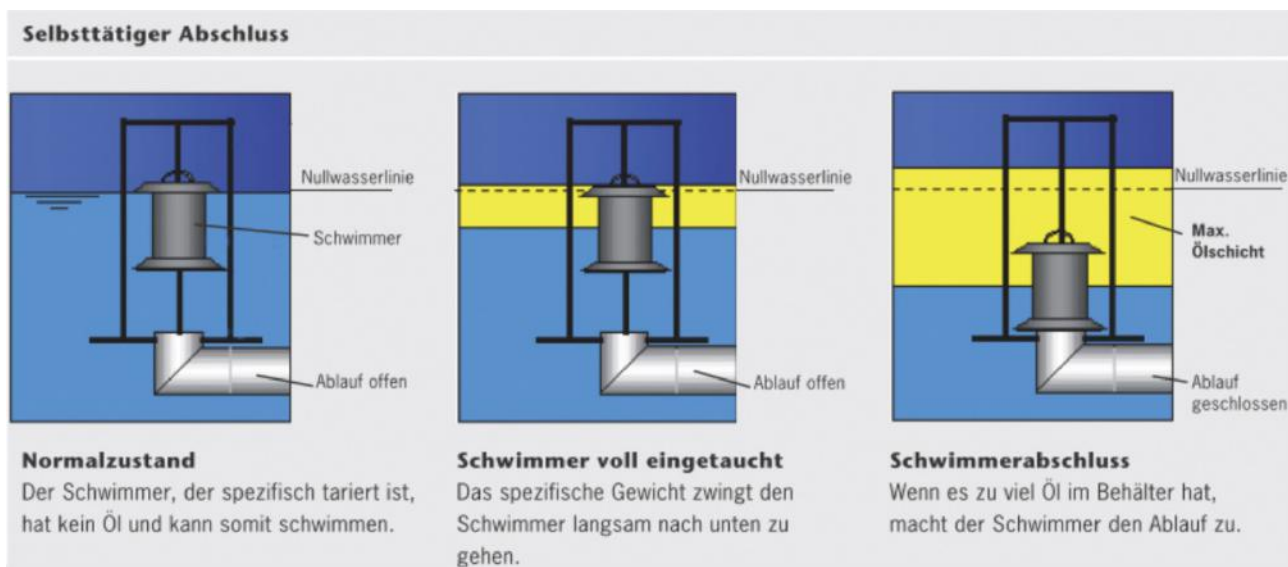 Selbsttätiger Abschluss
Nullwasserlinie
Schwimmer
Ablauf offen
Normalzustand
Der Schwimmer, der spezifisch tariert ist,
hat kein Öl und kann somit schwimmen.
Nullwasserlinie
Ablauf offen
Schwimmer voll eingetaucht
Das spezifische Gewicht zwingt den
Schwimmer langsam nach unten zu
gehen.
Nullwasserlinie
Max.
Ölschicht
Ablauf
geschlossen
Schwimmerabschluss
Wenn es zu viel Öl im Behälter hat,
macht der Schwimmer den Ablauf zu.